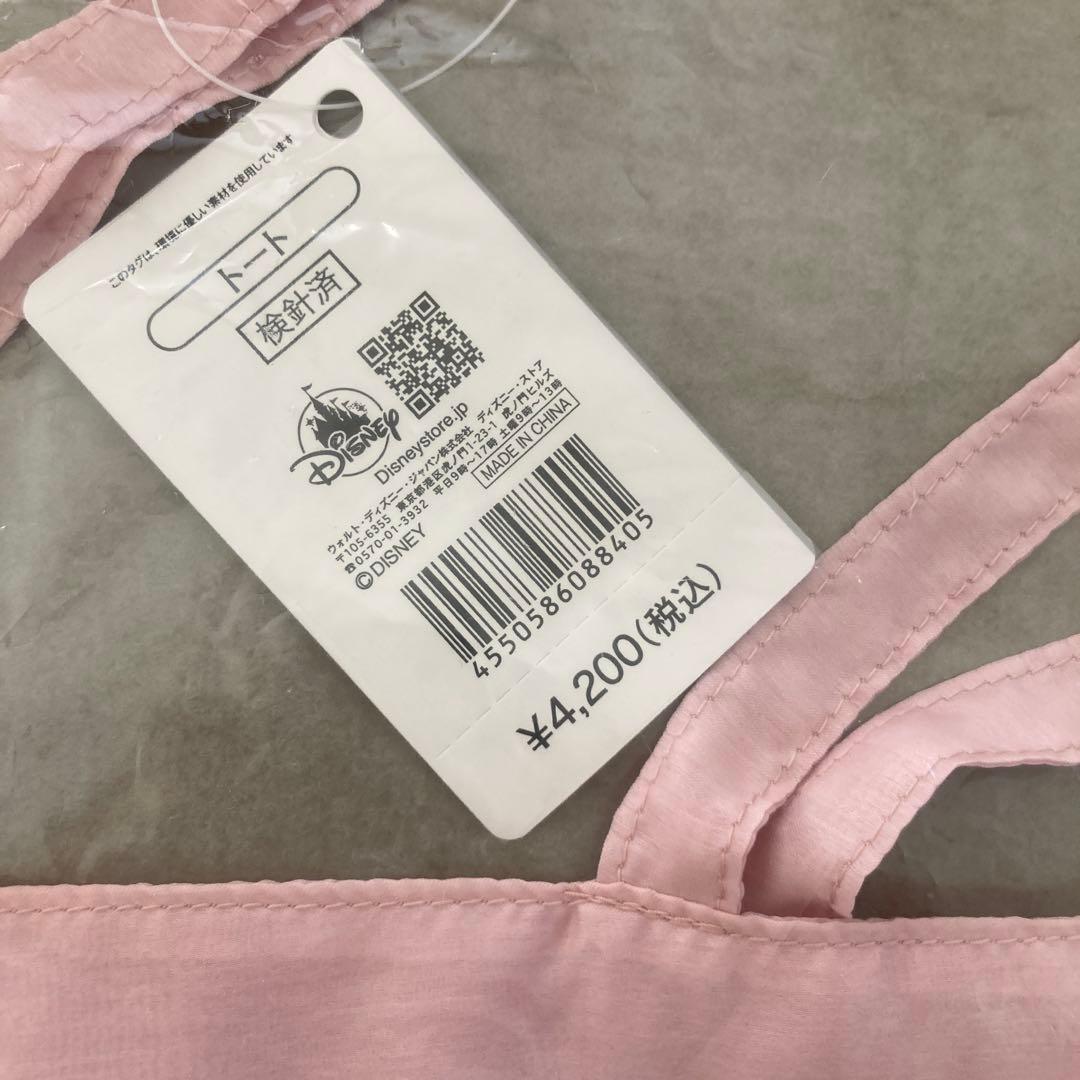 このタグは、環境に優しい素材を使用しています
トート
検針済
Disney
Disneystore.jp
ウォルト・ディズニー・ジャパン株式会社 ディズニー・ストア
〒105-6355 東京都港区虎ノ門1-23-1 虎ノ門ヒルズ
☎0570-01-3932 平日9時〜17時 土曜9時〜13時
©DISNEY
MADE IN CHINA
4550586088405
¥4,200(税込)